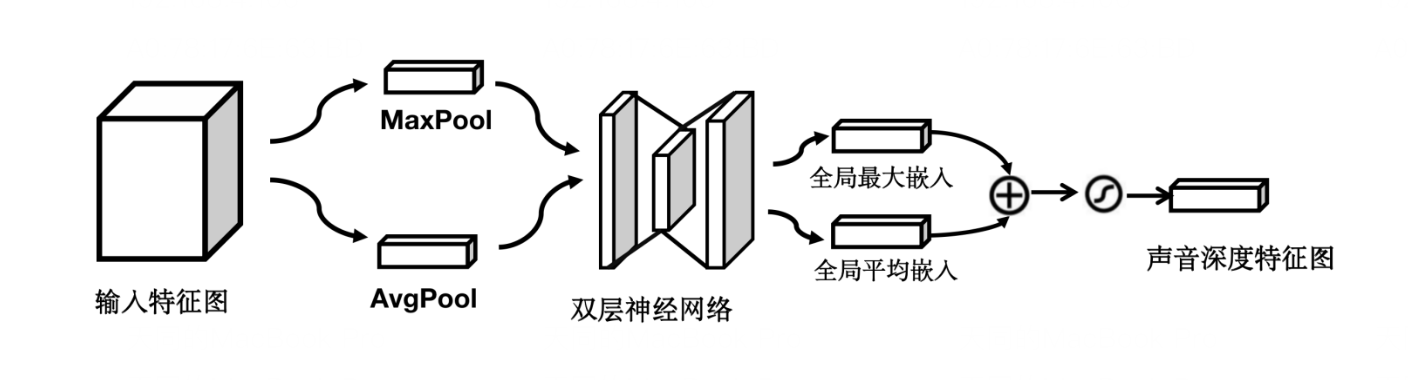 输入特征图
MaxPool
AvgPool
双层神经网络
全局最大嵌入
全局平均嵌入
声音深度特征图